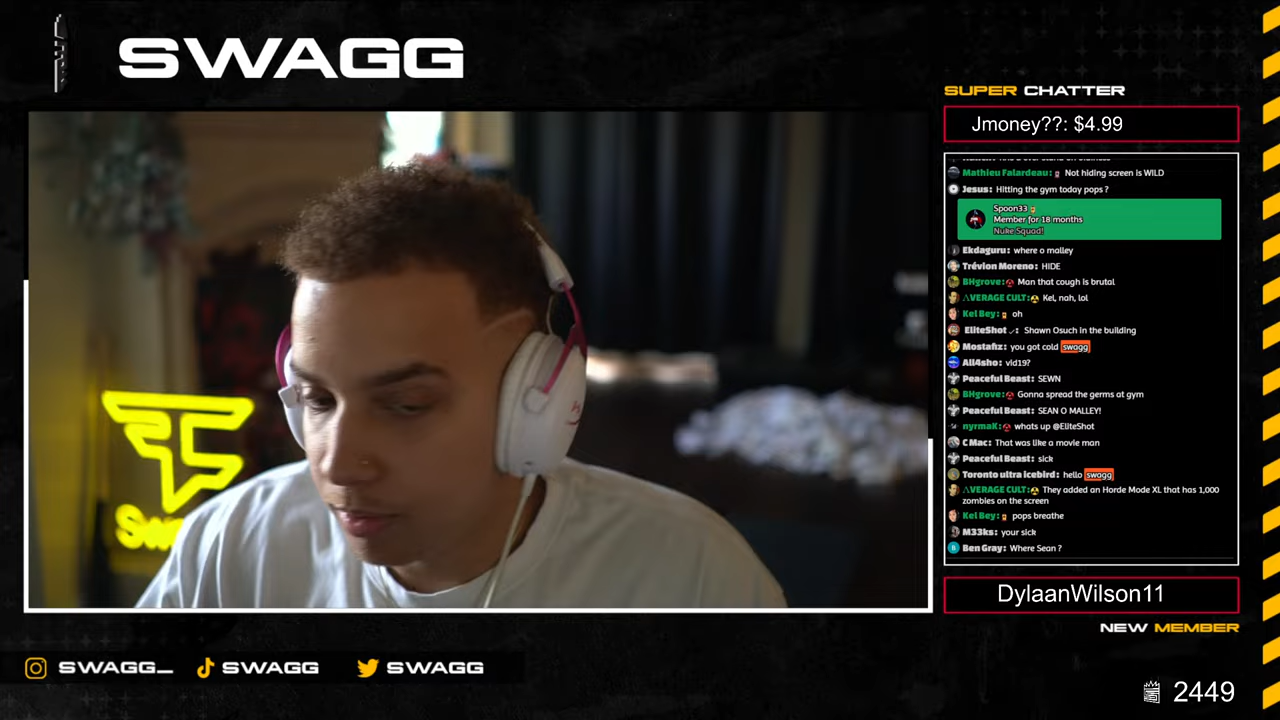 SWAGG
SUPER CHATTER
Jmoney??: $4.99
Mathieu Falardeau: Not hiding screen is WILD
Jesus: Hitting the gym today pops ?
Spoon33
Member for 18 months
Nuke Squad!
Ekdaguru: where o malley
Trévion Moreno: HIDE
BHgrove: Man that cough is brutal
ΛVERAGE CULT: Kel, nah, lol
Kel Bey: oh
EliteShot : Shawn Osuch in the building
Mostafiz: you got cold swagg
All4sho: vid19?
Peaceful Beast: SEWN
BHgrove: Gonna spread the germs at gym
Peaceful Beast: SEAN O MALLEY!
nyrmaK: whats up @EliteShot
C Mac: That was like a movie man
Peaceful Beast: sick
Toronto ultra icebird: hello swagg
ΛVERAGE CULT: They added an Horde Mode XL that has 1,000
zombies on the screen
Kel Bey: pops breathe
M33ks: your sick
B Ben Gray: Where Sean ?
DylaanWilson11
NEW MEMBER
SWAGG_ SWAGG SWAGG
2449